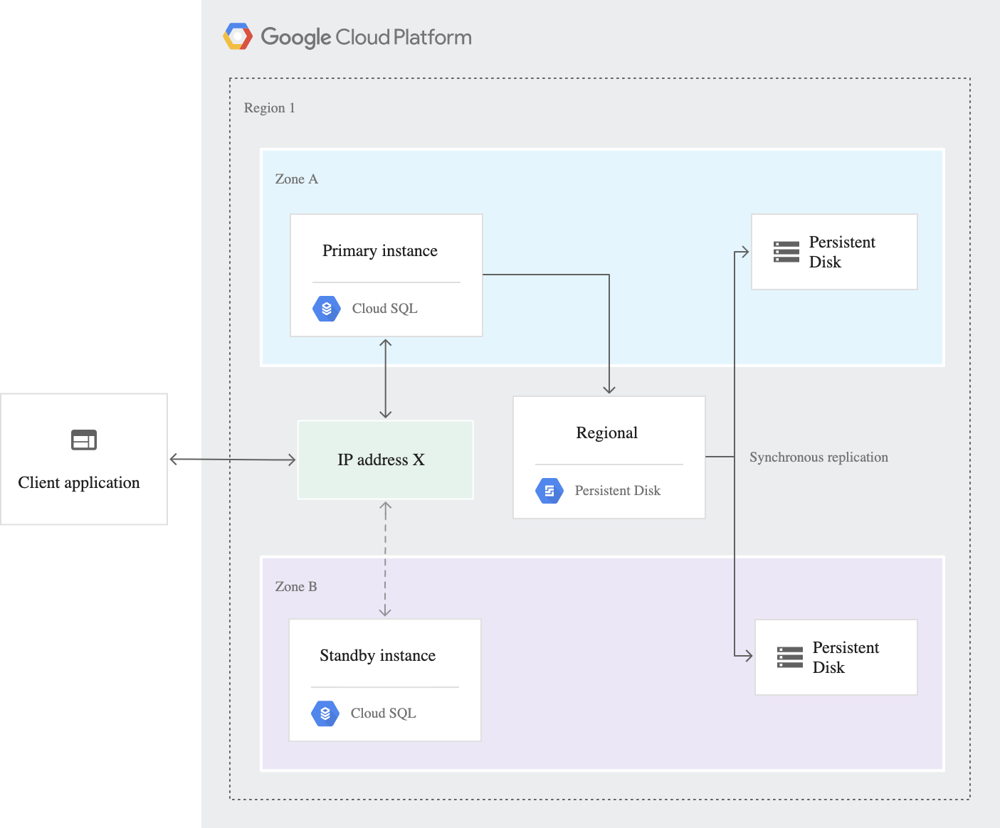 Google Cloud Platform
Region 1
Zone A
Primary instance
Cloud SQL
Persistent
Disk
Client application
IP address X
Regional
Persistent Disk
Synchronous replication
Zone B
Standby instance
Cloud SQL
Persistent
Disk